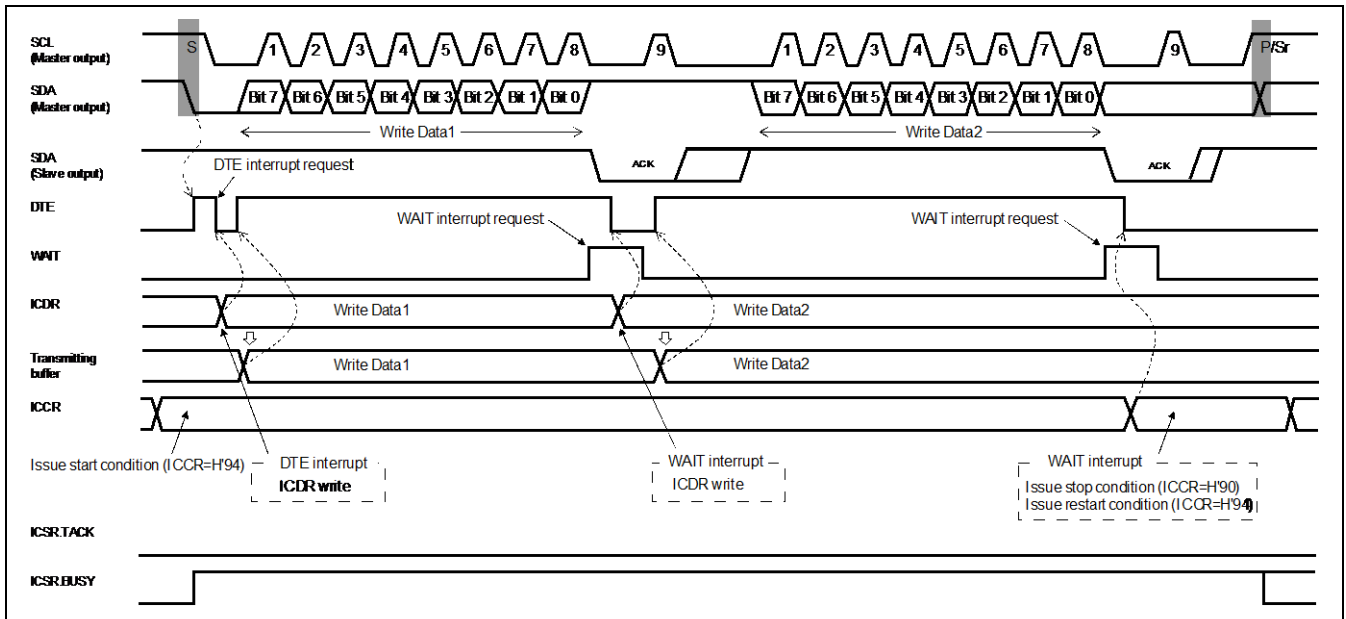 SCL
(Master output)
S
1 2 3 4 5 6 7 8 9 1 2 3 4 5 6 7 8 9
P/Sr
SDA
(Master output)
Bit 7 Bit 6 Bit 5 Bit 4 Bit 3 Bit 2 Bit 1 Bit 0 Bit 7 Bit 6 Bit 5 Bit 4 Bit 3 Bit 2 Bit 1 Bit 0
Write Data1 Write Data2
SDA
(Slave output)
ACK ACK
DTE interrupt request
DTE
WAIT interrupt request WAIT interrupt request
WAIT
ICDR Write Data1 Write Data2
Transmitting
buffer
Write Data1 Write Data2
ICCR
Issue start condition (ICCR=H'94)
DTE interrupt
ICDR write
WAIT interrupt
ICDR write
WAIT interrupt
Issue stop condition (ICCR=H'90)
Issue restart condition (ICCR=H'94)
ICSR.TACK
ICSR.BUSY